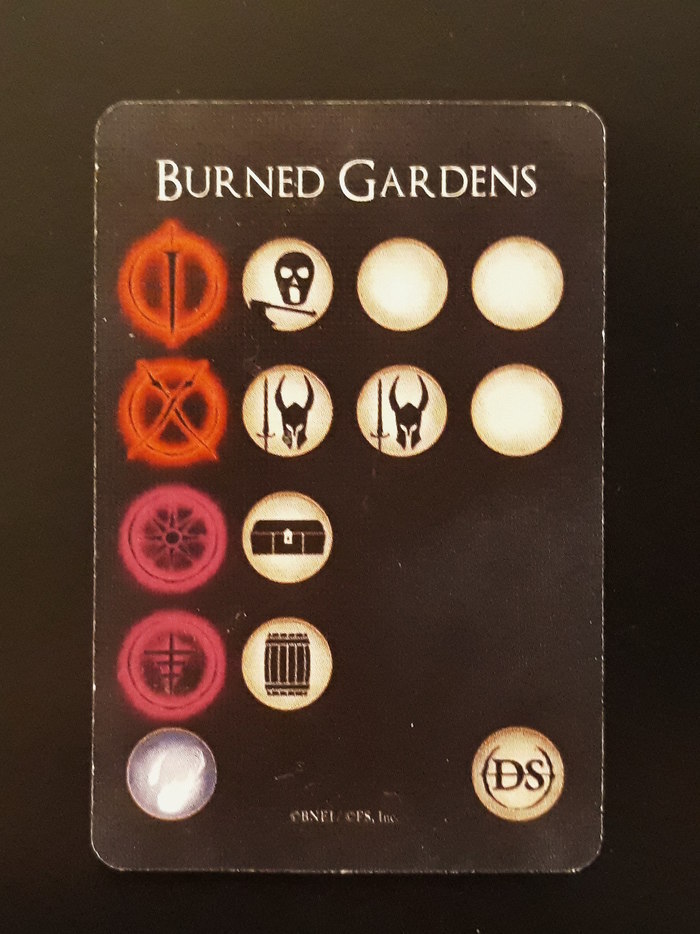 BURNED GARDENS
DS
©BNEI / ©FS, Inc.